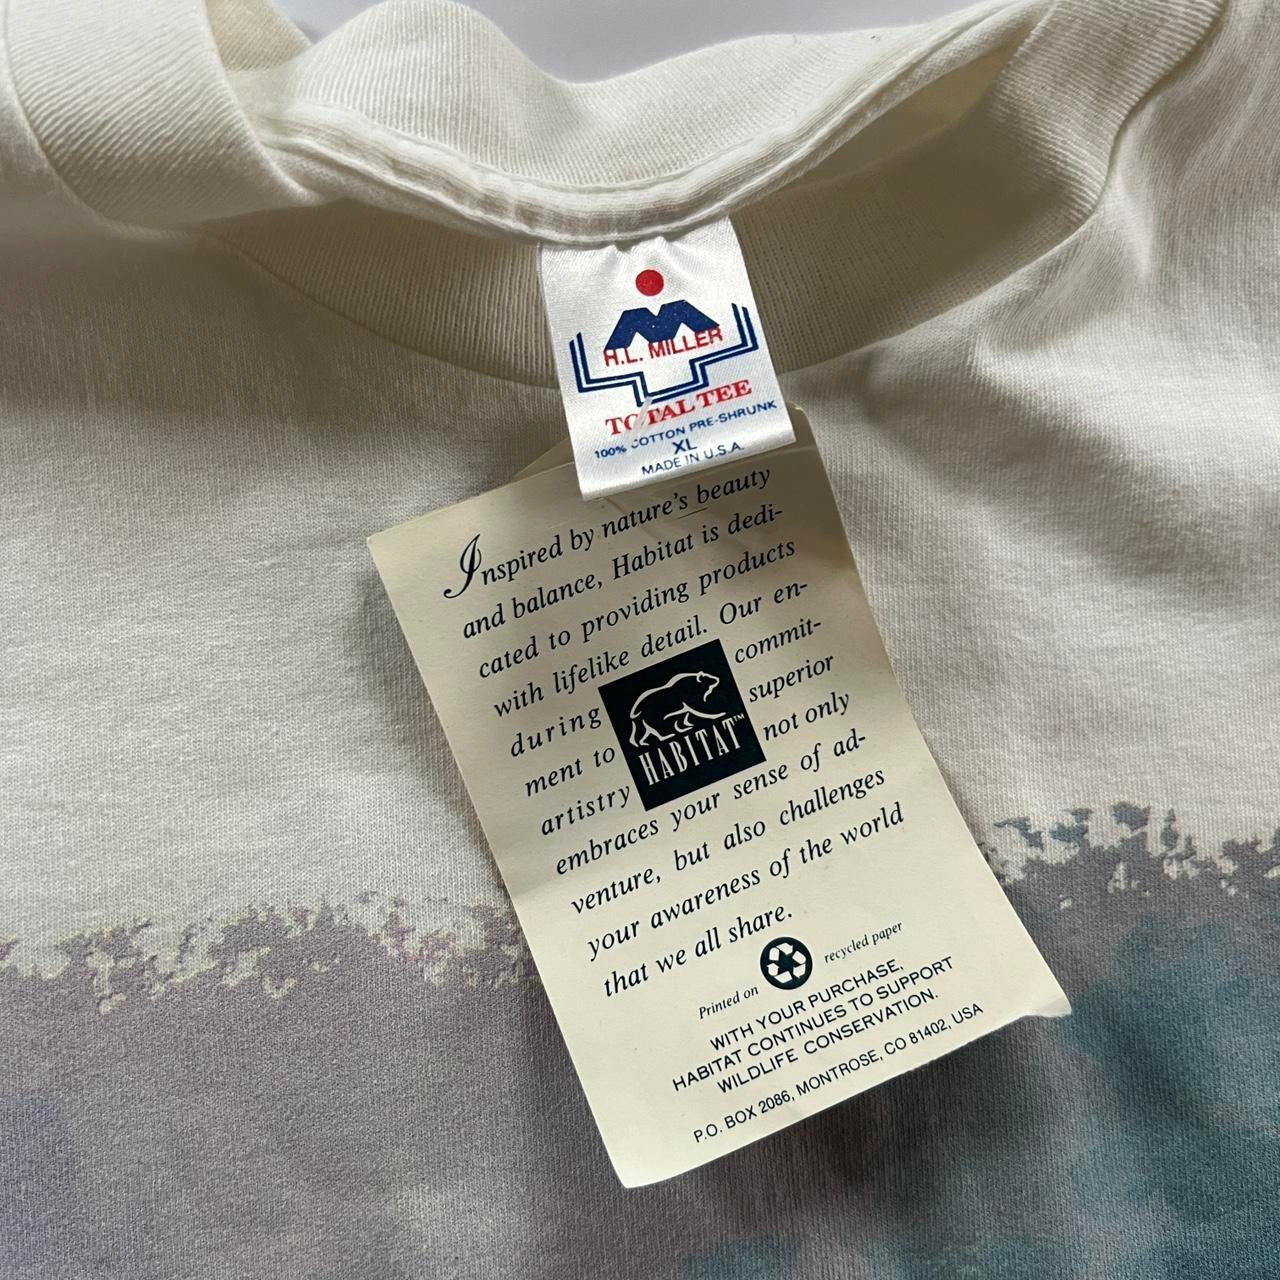 H.L. MILLER
TOTAL TEE
100% COTTON PRE-SHRUNK
XL
MADE IN U.S.A.
Inspired by nature's beauty
and balance, Habitat is dedi-
cated to providing products
with lifelike detail. Our en-
during commit-
ment to superior
artistry not only
embraces your sense of ad-
venture, but also challenges
your awareness of the world
that we all share.
HABITAT™
Printed on recycled paper
WITH YOUR PURCHASE,
HABITAT CONTINUES TO SUPPORT
WILDLIFE CONSERVATION.
P.O. BOX 2086, MONTROSE, CO 81402, USA